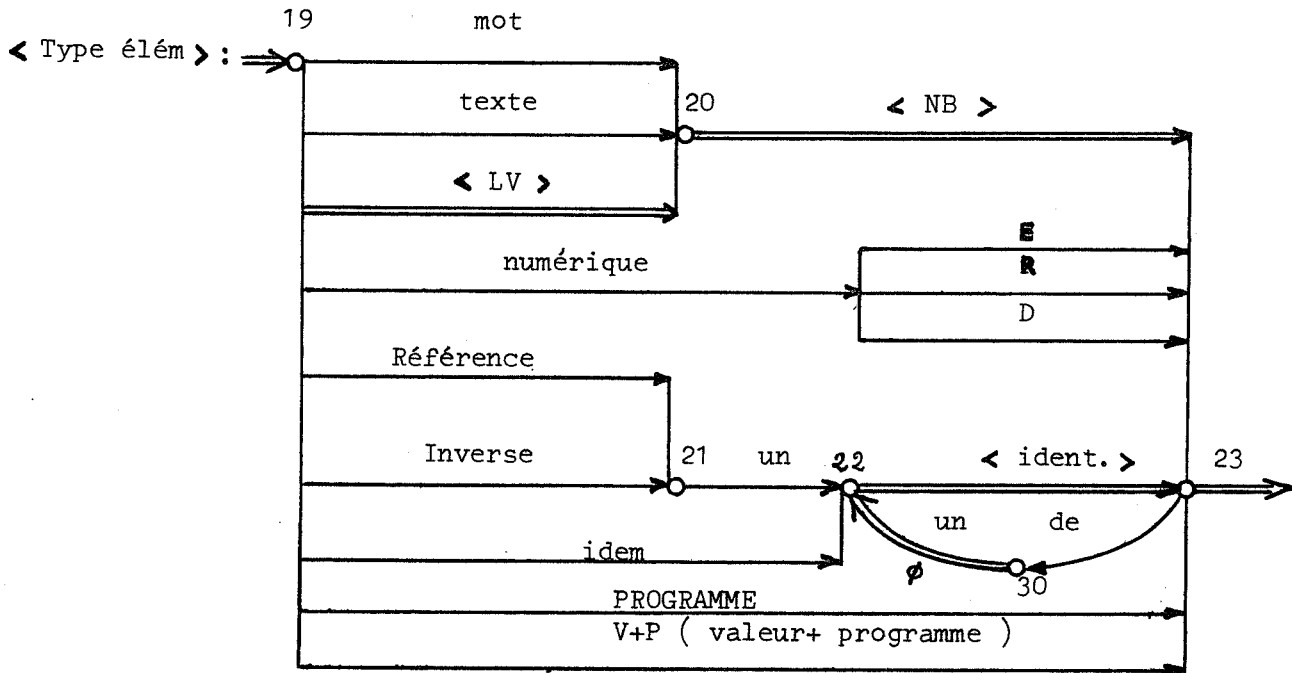 19 mot
< Type élém > :
texte 20 < NB >
< LV >
E
numérique R
D
Référence
Inverse 21 un 22 < ident. > 23
un de
idem ø 30
PROGRAMME
V+P ( valeur+ programme )